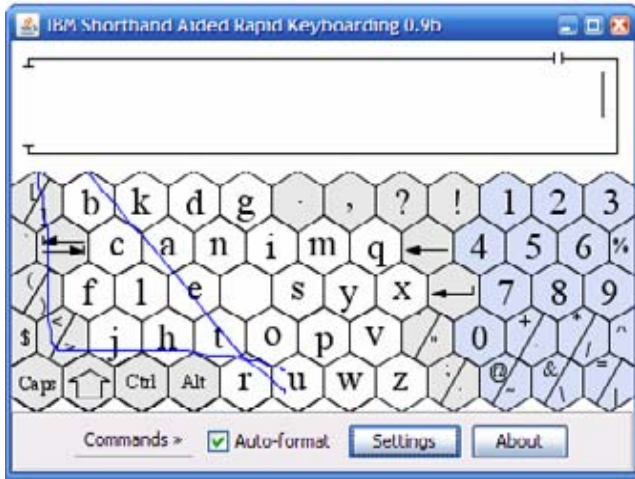 IBM Shorthand Aided Rapid Keyboarding 0.9b
[ b k d g . , ? ! 1 2 3
c a n i m q 4 5 6 %
( ) f l e s y x 7 8 9
$ < > j h t o p v " 0 + * / ^
Caps Ctrl Alt r u w z : . @ ~ & \ = |
Commands » Auto-format Settings About